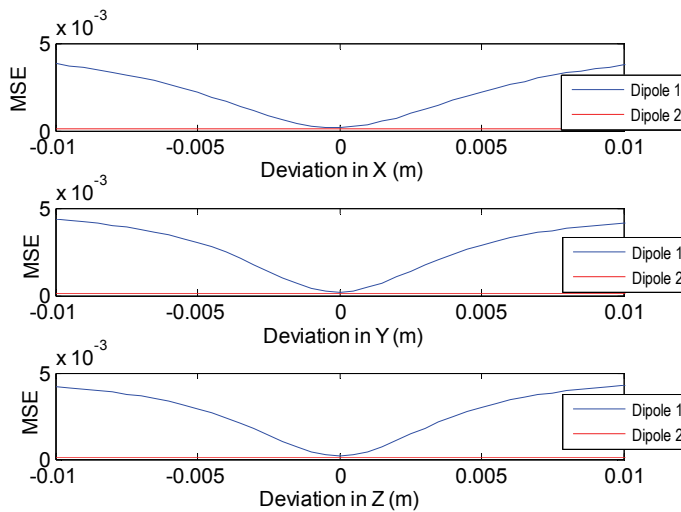 5 x 10-3
MSE
0
-0.01 -0.005 0 0.005 0.01
Deviation in X (m)
Dipole 1
Dipole 2
5 x 10-3
MSE
0
-0.01 -0.005 0 0.005 0.01
Deviation in Y (m)
Dipole 1
Dipole 2
5 x 10-3
MSE
0
-0.01 -0.005 0 0.005 0.01
Deviation in Z (m)
Dipole 1
Dipole 2